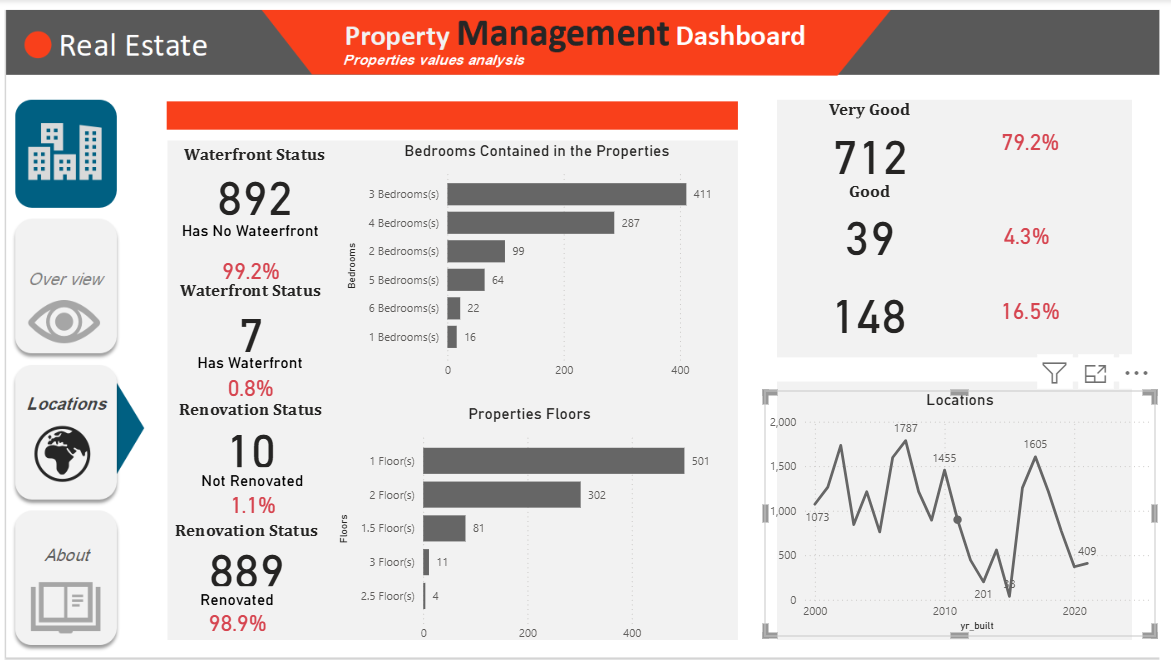 Real Estate
Property Management Dashboard
Properties values analysis
Over view
Locations
About
Waterfront Status
892
Has No Wateerfront
99.2%
Waterfront Status
7
Has Waterfront
0.8%
Renovation Status
10
Not Renovated
1.1%
Renovation Status
889
Renovated
98.9%
Bedrooms Contained in the Properties
Bedrooms
3 Bedrooms(s)
411
4 Bedrooms(s)
287
2 Bedrooms(s)
99
5 Bedrooms(s)
64
6 Bedrooms(s)
22
1 Bedrooms(s)
16
0
200
400
Properties Floors
Floors
1 Floor(s)
501
2 Floor(s)
302
1.5 Floor(s)
81
3 Floor(s)
11
2.5 Floor(s)
4
0
200
400
Very Good
712
79.2%
Good
39
4.3%
148
16.5%
Locations
2,000
1,500
1,000
500
0
1073
1787
1455
201
38
1605
409
2000
2010
2020
yr_built